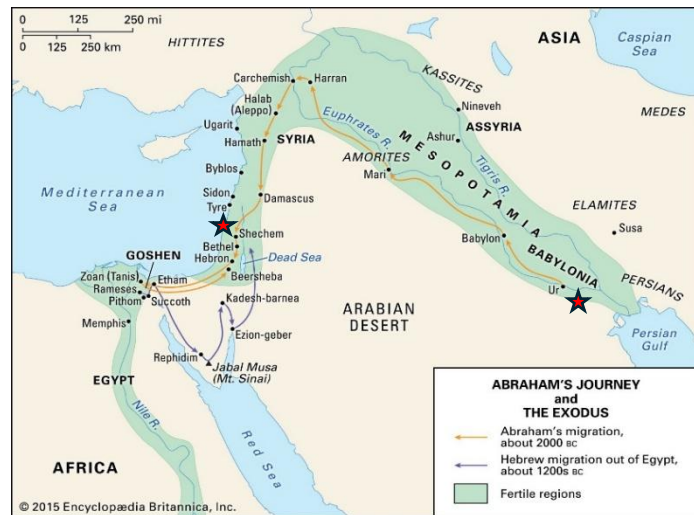 0 125 250 mi
0 125 250 km
HITTITES
ASIA
Caspian
Sea
Carchemish
Harran
KASSITES
Halab
(Aleppo)
Nineveh
MEDES
Ugarit
Euphrates R.
ASSYRIA
Hamath
SYRIA
Ashur
MESOPOTAMIA
Tigris R.
Byblos
AMORITES
Mari
Mediterranean
Sea
Sidon
Tyre
Damascus
ELAMITES
Susa
Shechem
Babylon
BABYLONIA
GOSHEN
Bethel
Hebron
Dead Sea
Zoan (Tanis)
Etham
Beersheba
PERSIANS
Rameses
Pithom
Succoth
Kadesh-barnea
Ur
Memphis
ARABIAN
DESERT
Ezion-geber
Persian
Gulf
Rephidim
Jabal Musa
(Mt. Sinai)
EGYPT
Nile R.
Red Sea
AFRICA
ABRAHAM'S JOURNEY
and
THE EXODUS
Abraham's migration,
about 2000 BC
Hebrew migration out of Egypt,
about 1200s BC
Fertile regions
© 2015 Encyclopædia Britannica, Inc.